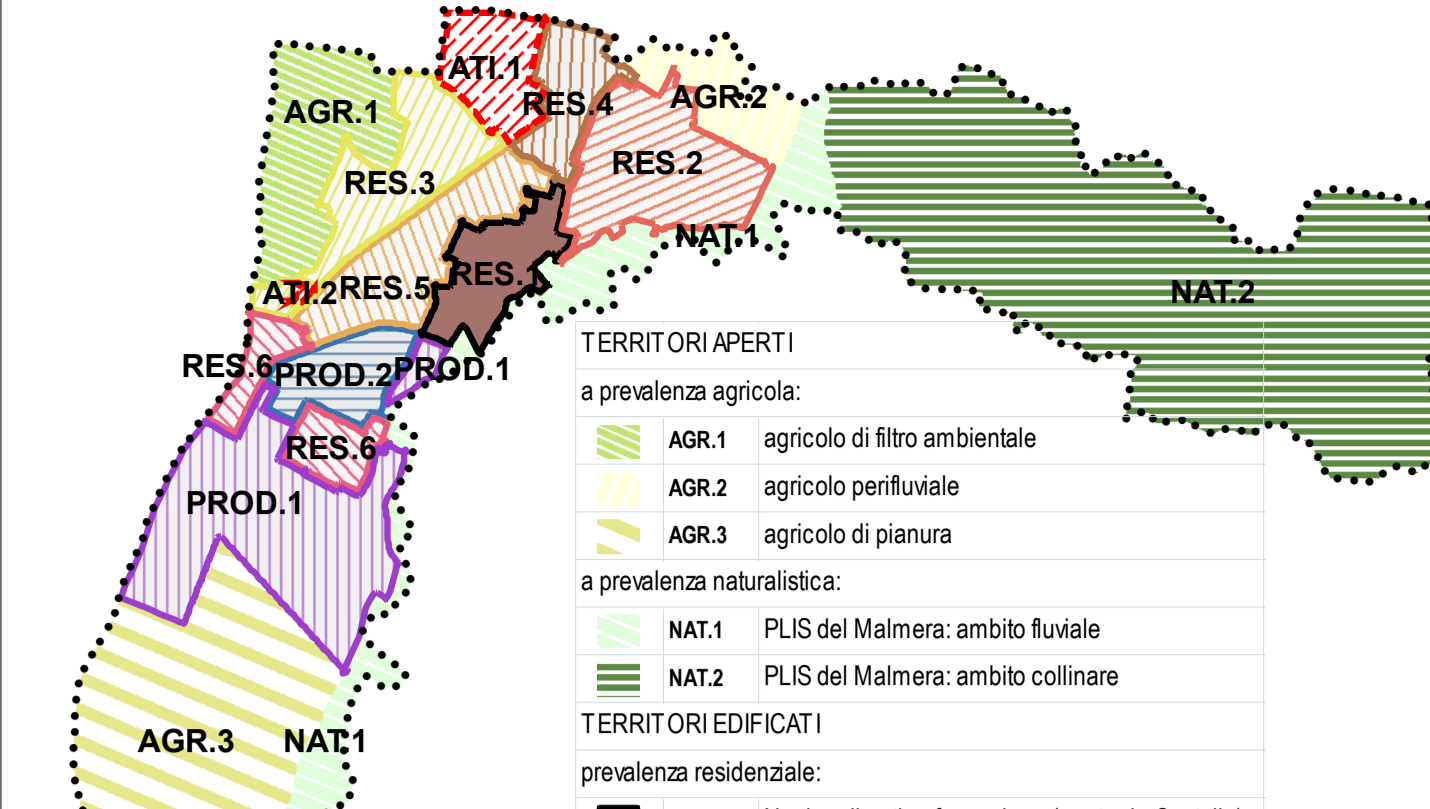 ATI.1
AGR.1
RES.4
AGR.2
RES.3
RES.2
NAT.1
RES.1
ATI.2
RES.5
NAT.2
RES.6
PROD.2
PROD.1
RES.6
PROD.1
AGR.3
NAT.1
TERRITORI APERTI
a prevalenza agricola:
AGR.1 agricolo di filtro ambientale
AGR.2 agricolo perifluviale
AGR.3 agricolo di pianura
a prevalenza naturalistica:
NAT.1 PLIS del Malmera: ambito fluviale
NAT.2 PLIS del Malmera: ambito collinare
TERRITORI EDIFICATI
prevalenza residenziale: